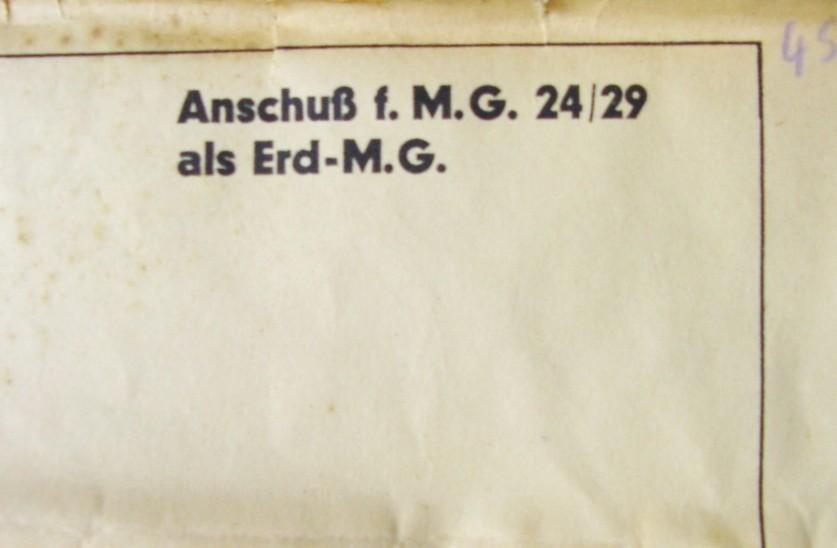 Anschuß f. M.G. 24/29
als Erd-M.G.